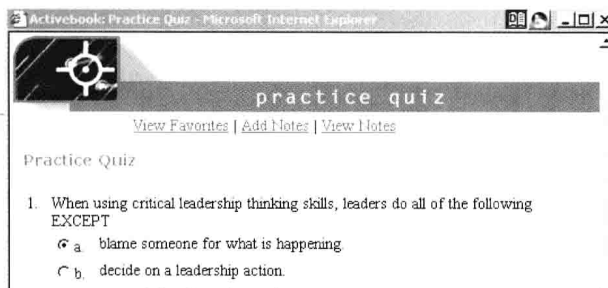 Activebook: Practice Quiz - Microsoft Internet Explorer
practice quiz
View Favorites | Add Notes | View Notes
Practice Quiz
1. When using critical leadership thinking skills, leaders do all of the following
EXCEPT
a. blame someone for what is happening.
b. decide on a leadership action.